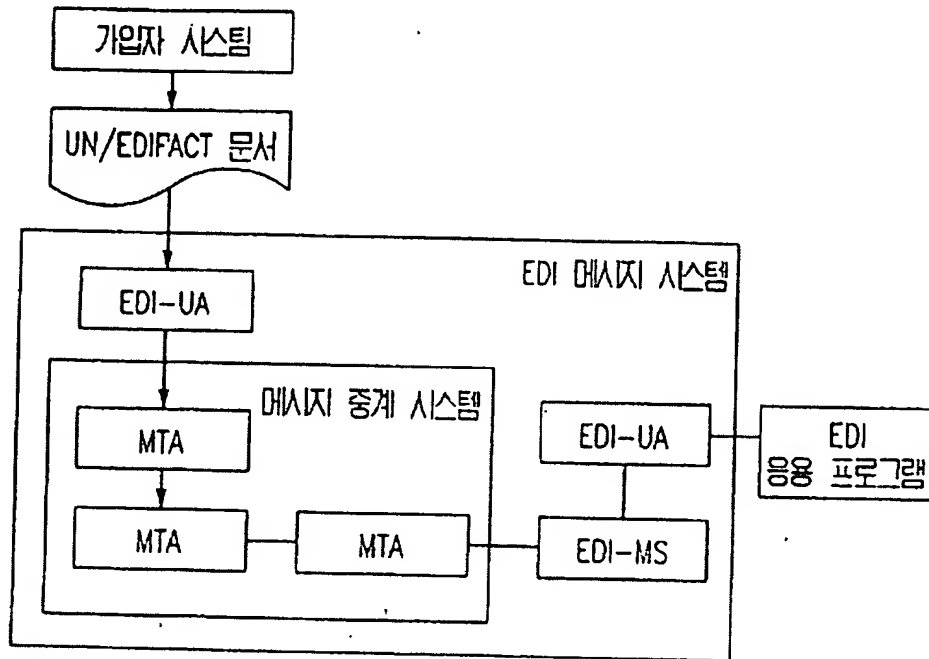 가입자 시스팀
UN/EDIFACT 문서
EDI 메시지 시스템
EDI-UA
메시지 중계 시스템
MTA
EDI-UA
EDI
응용 프로그램
MTA
MTA
EDI-MS